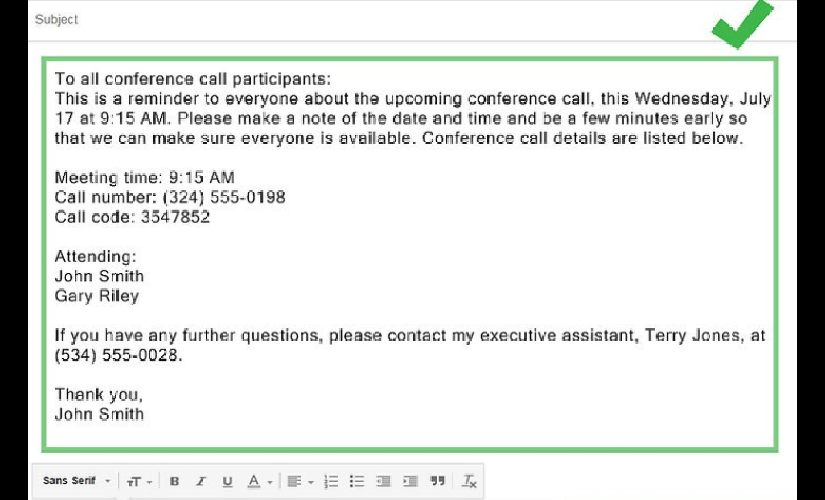 Subject
To all conference call participants:
This is a reminder to everyone about the upcoming conference call, this Wednesday, July
17 at 9:15 AM. Please make a note of the date and time and be a few minutes early so
that we can make sure everyone is available. Conference call details are listed below.
Meeting time: 9:15 AM
Call number: (324) 555-0198
Call code: 3547852
Attending:
John Smith
Gary Riley
If you have any further questions, please contact my executive assistant, Terry Jones, at
(534) 555-0028.
Thank you,
John Smith
Sans Serif TT B I U A Tx